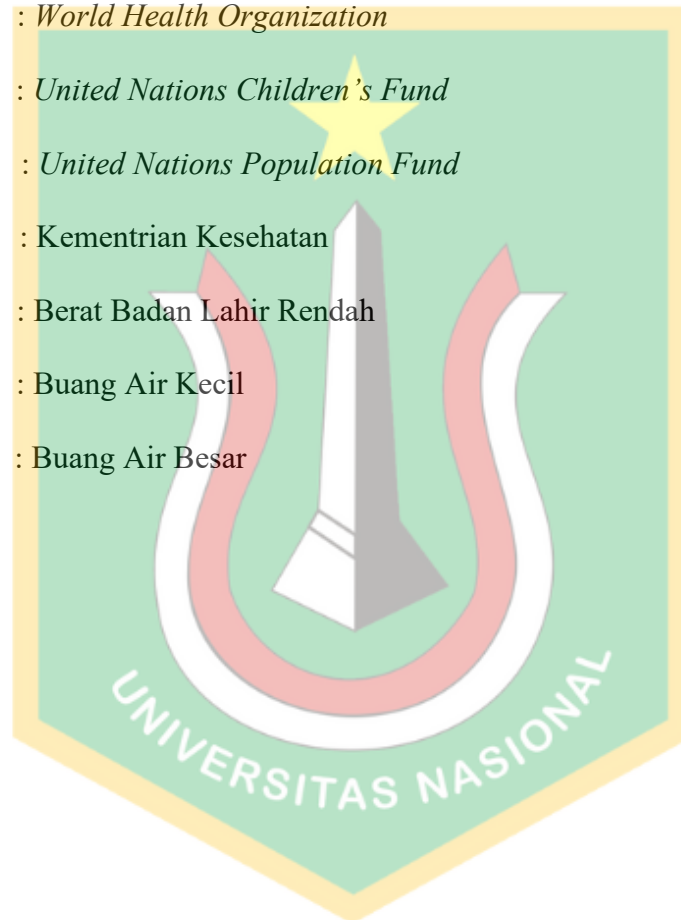 : World Health Organization
: United Nations Children’s Fund
: United Nations Population Fund
: Kementrian Kesehatan
: Berat Badan Lahir Rendah
: Buang Air Kecil
: Buang Air Besar
UNIVERSITAS NASIONAL